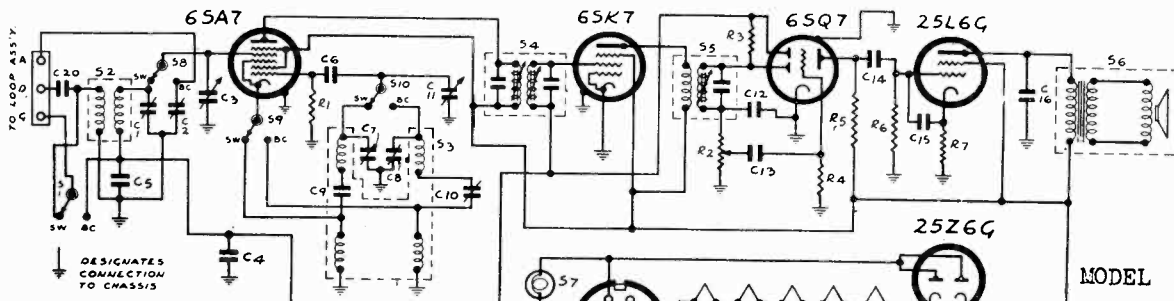 6SA7
6SK7
6SQ7
25L6G
TO LOOP ASS'Y.
A
D
G
C20
S2
S8
SW
BC
C1
C2
C3
C5
S1
SW
BC
C4
DESIGNATES
CONNECTION
TO CHASSIS
R1
C6
S10
SW
BC
C11
S9
SW
BC
C7
C8
S3
C9
C10
S4
S5
R3
C12
R2
C13
R4
R5
C14
R6
C15
R7
C16
S6
S7
25Z6G
MODEL